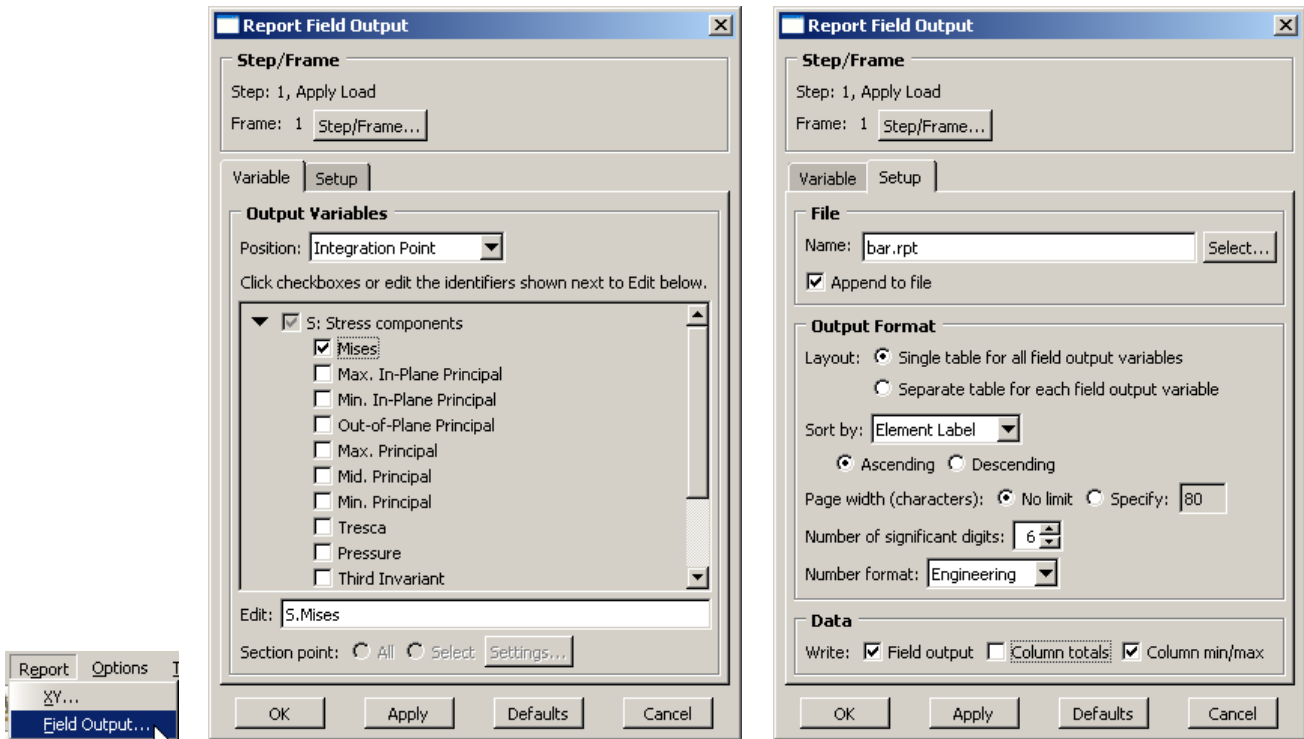 Report Options T
XY...
Field Output...
Report Field Output
Step/Frame
Step: 1, Apply Load
Frame: 1 Step/Frame...
Variable Setup
Output Variables
Position: Integration Point
Click checkboxes or edit the identifiers shown next to Edit below.
S: Stress components
Mises
Max. In-Plane Principal
Min. In-Plane Principal
Out-of-Plane Principal
Max. Principal
Mid. Principal
Min. Principal
Tresca
Pressure
Third Invariant
Edit: S.Mises
Section point: All Select Settings...
OK Apply Defaults Cancel
Report Field Output
Step/Frame
Step: 1, Apply Load
Frame: 1 Step/Frame...
Variable Setup
File
Name: bar.rpt Select...
Append to file
Output Format
Layout: Single table for all field output variables
Separate table for each field output variable
Sort by: Element Label
Ascending Descending
Page width (characters): No limit Specify: 80
Number of significant digits: 6
Number format: Engineering
Data
Write: Field output Column totals Column min/max
OK Apply Defaults Cancel